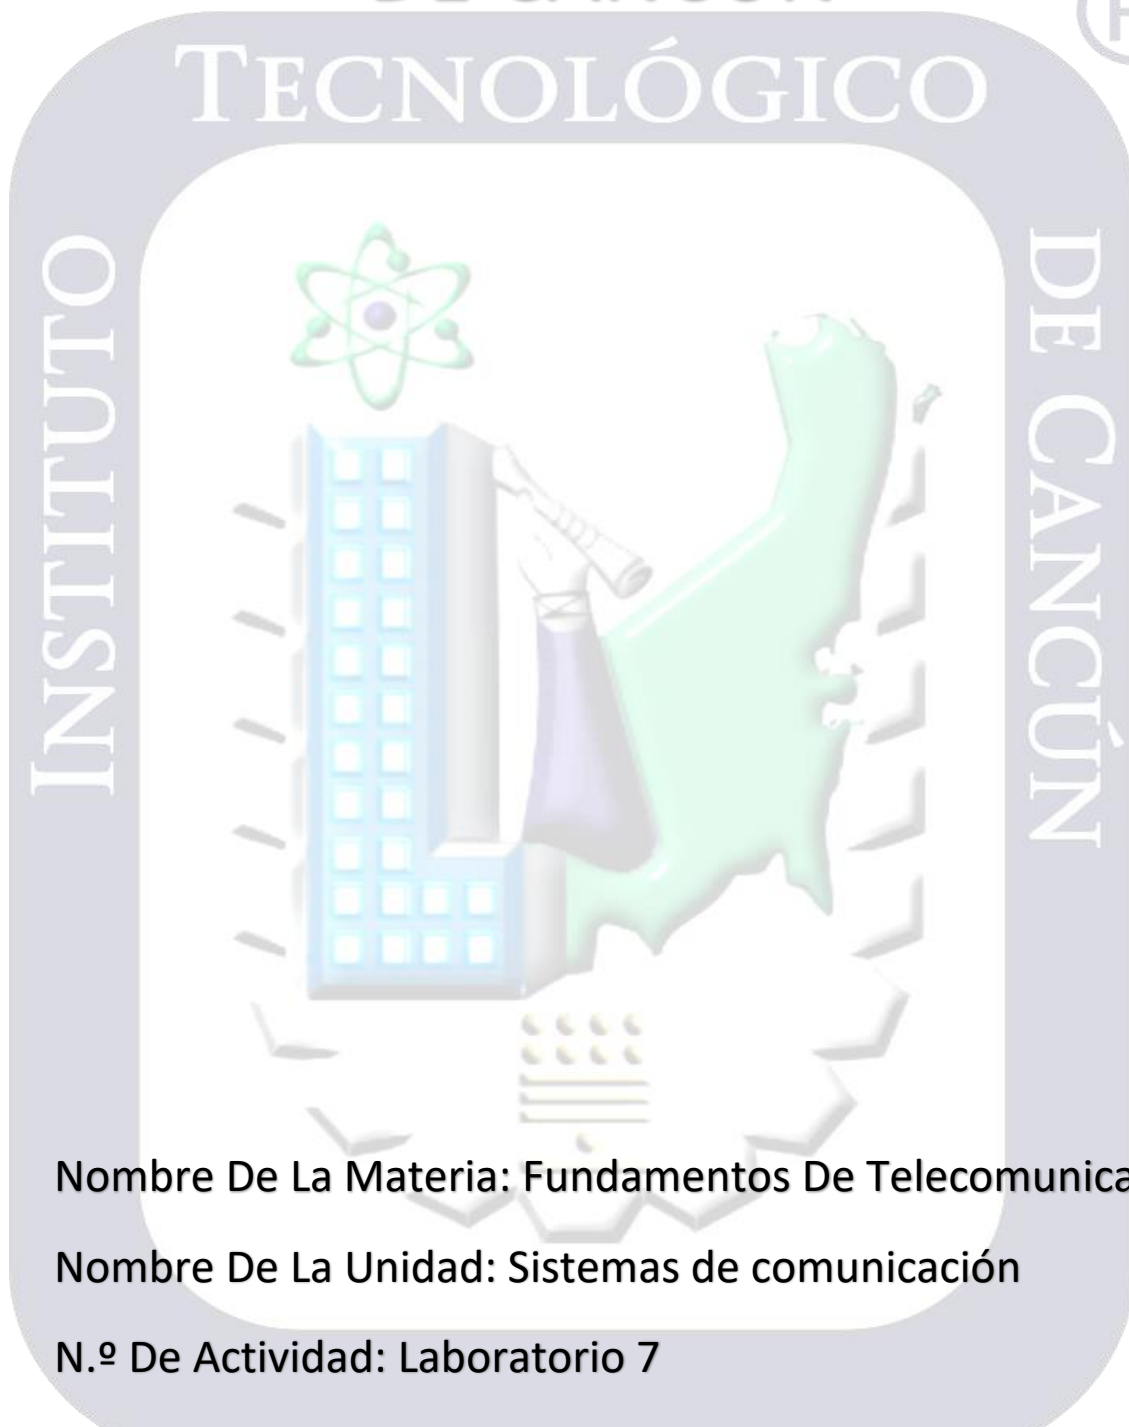 TECNOLÓGICO
INSTITUTO
DE CANCÚN
Nombre De La Materia: Fundamentos De
Nombre De La Unidad: Sistemas de comunicación
N.º De Actividad: Laboratorio 7